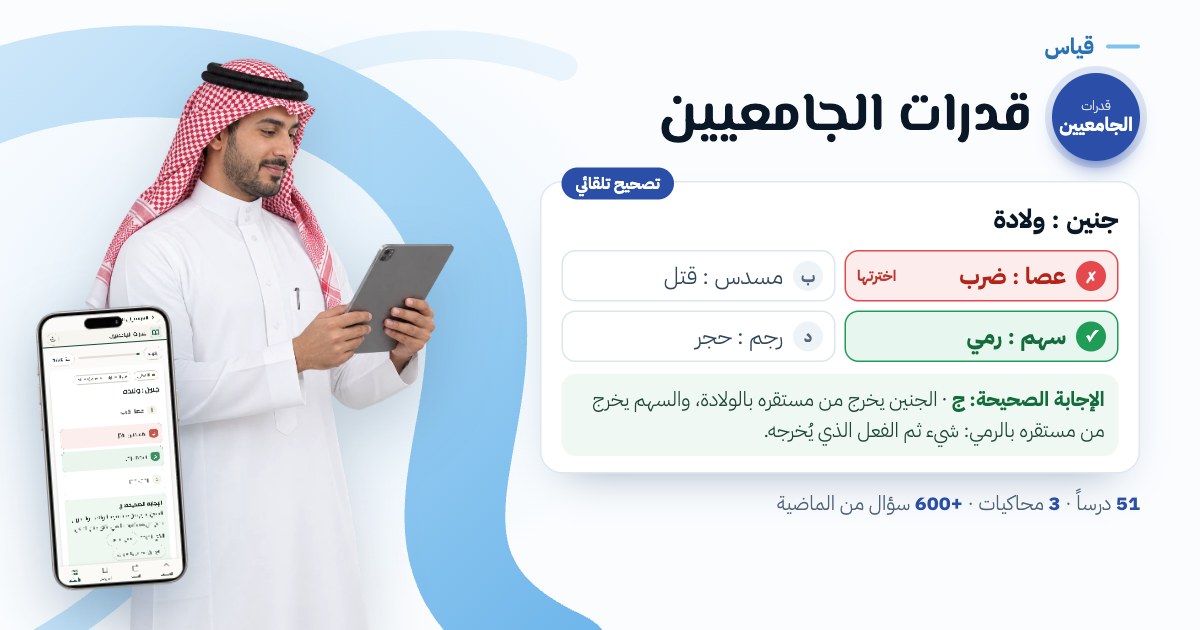 قياس
قدرات
الجامعيين
قدرات الجامعيين
تصحيح تلقائي
جنين : ولادة
✗ عصا : ضرب اخترتها
ب مسدس : قتل
✓ سهم : رمي
د رجم : حجر
الإجابة الصحيحة: ج · الجنين يخرج من مستقره بالولادة، والسهم يخرج
من مستقره بالرمي: شيء ثم الفعل الذي يُخرجه.
51 درساً · 3 محاكيات · +600 سؤال من الماضية
جنين : ولادة